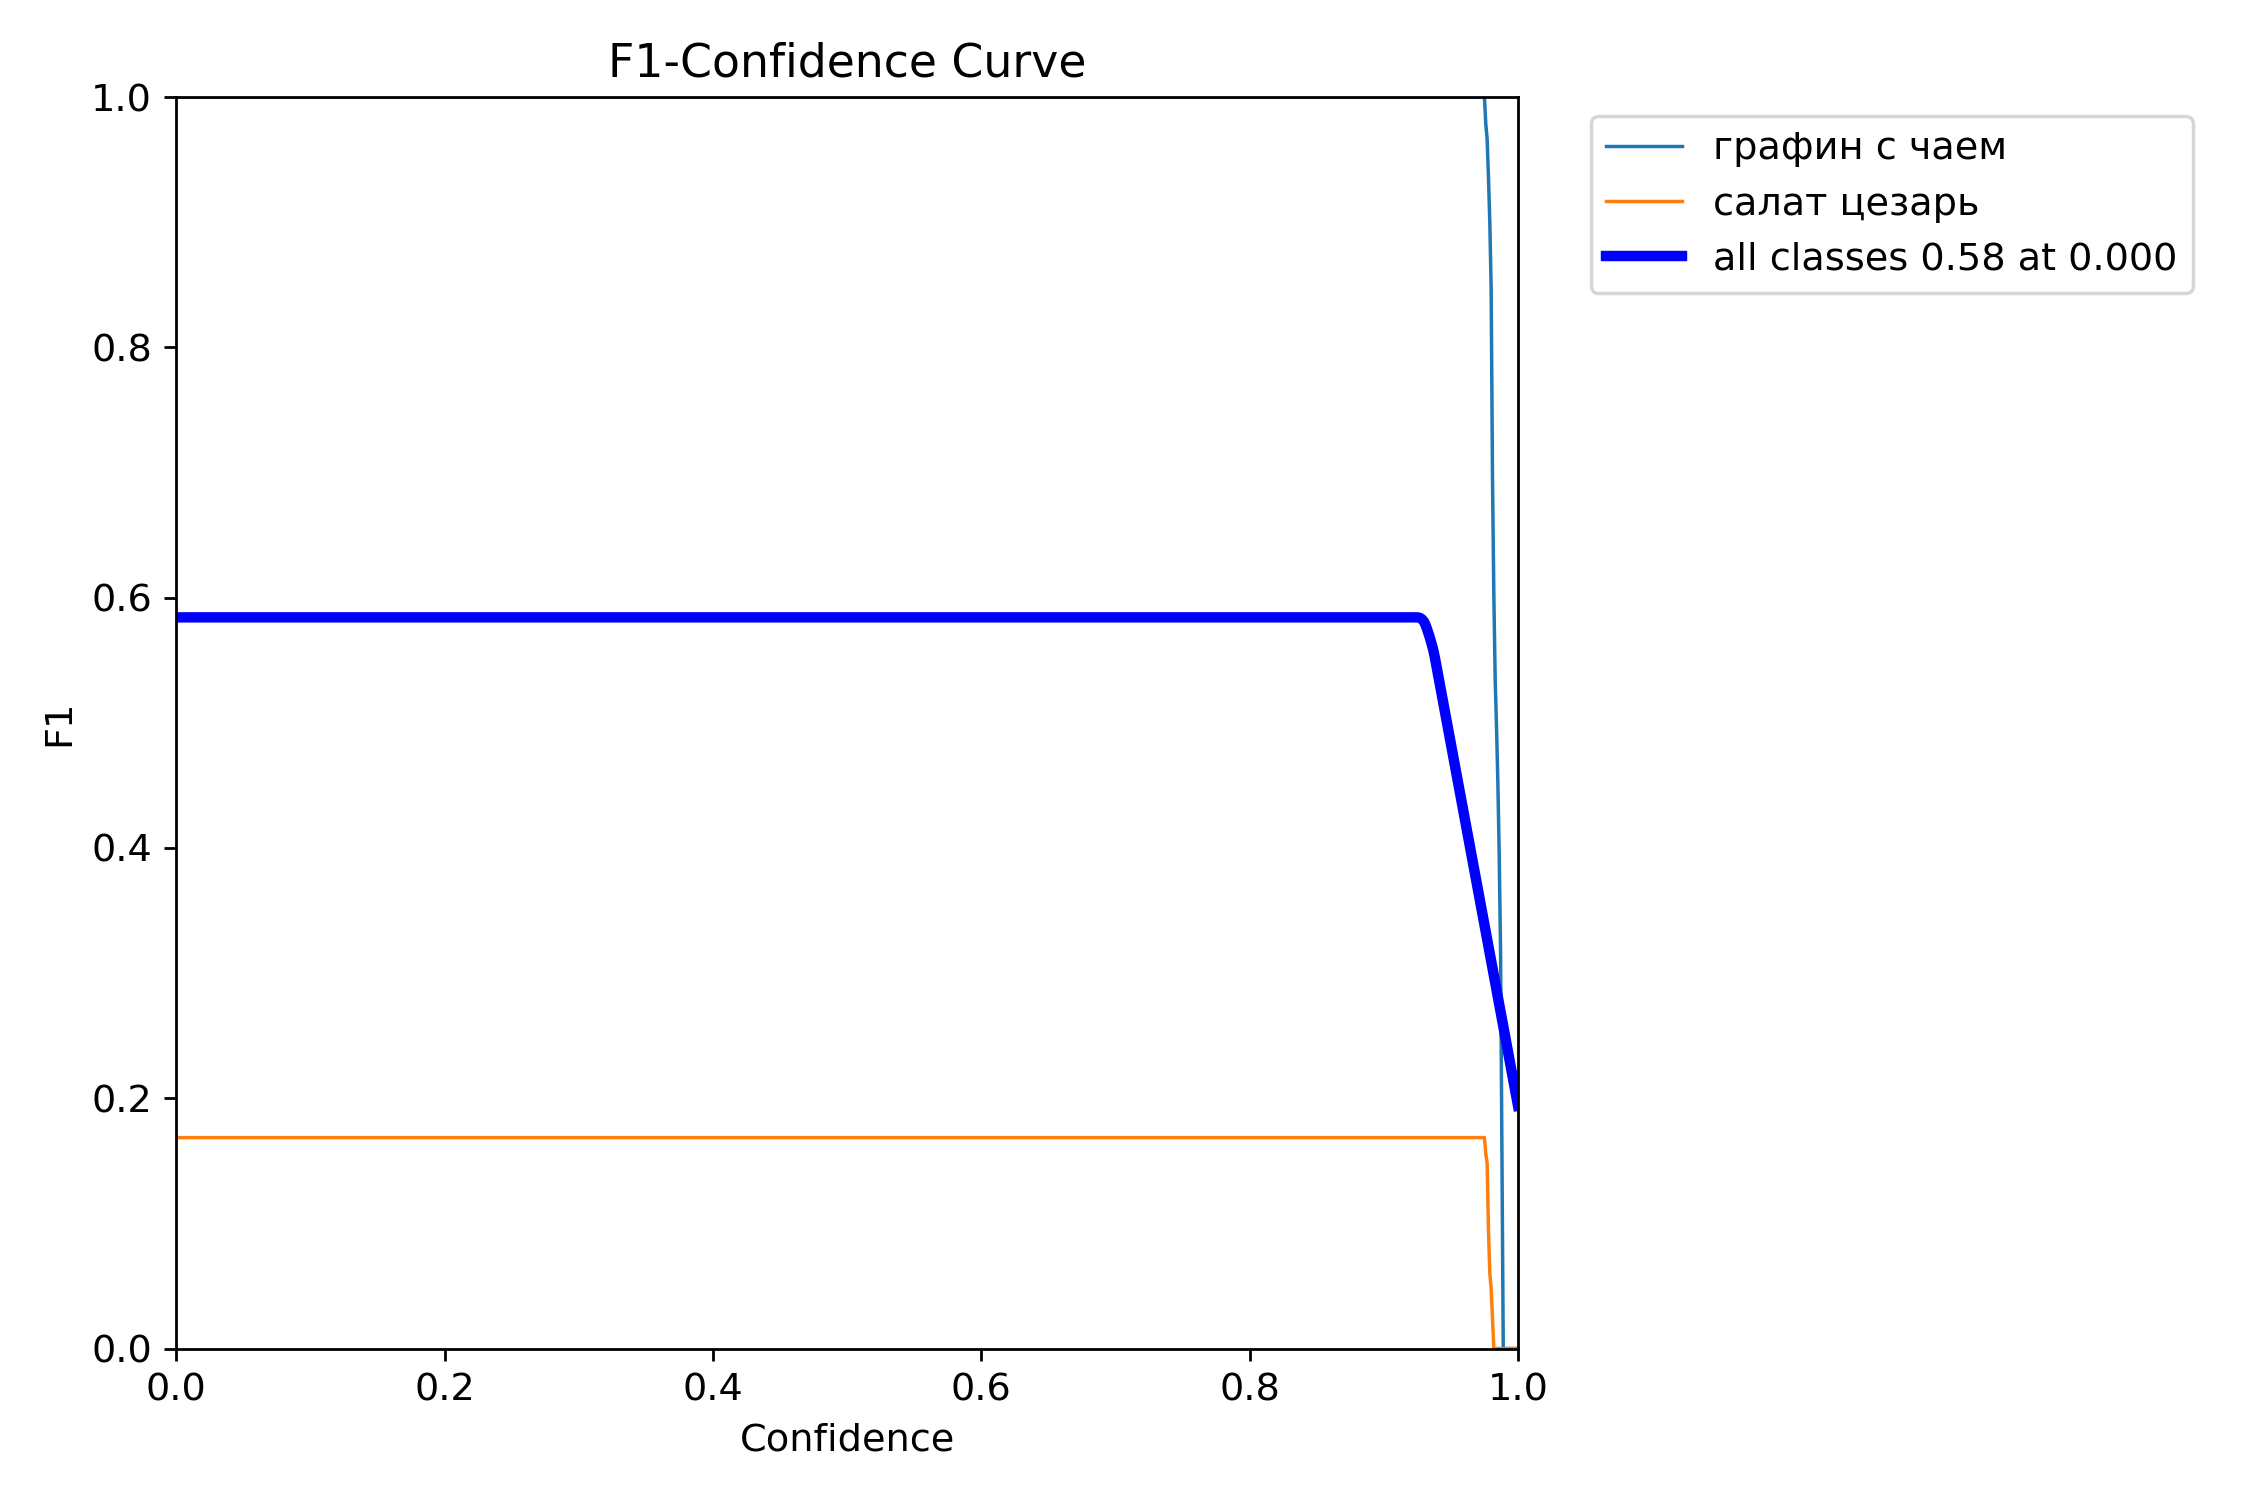 F1-Confidence Curve
1.0
0.8
0.6
0.4
0.2
0.0
F1
0.0 0.2 0.4 0.6 0.8 1.0
Confidence
графин с чаем
салат цезарь
all classes 0.58 at 0.000